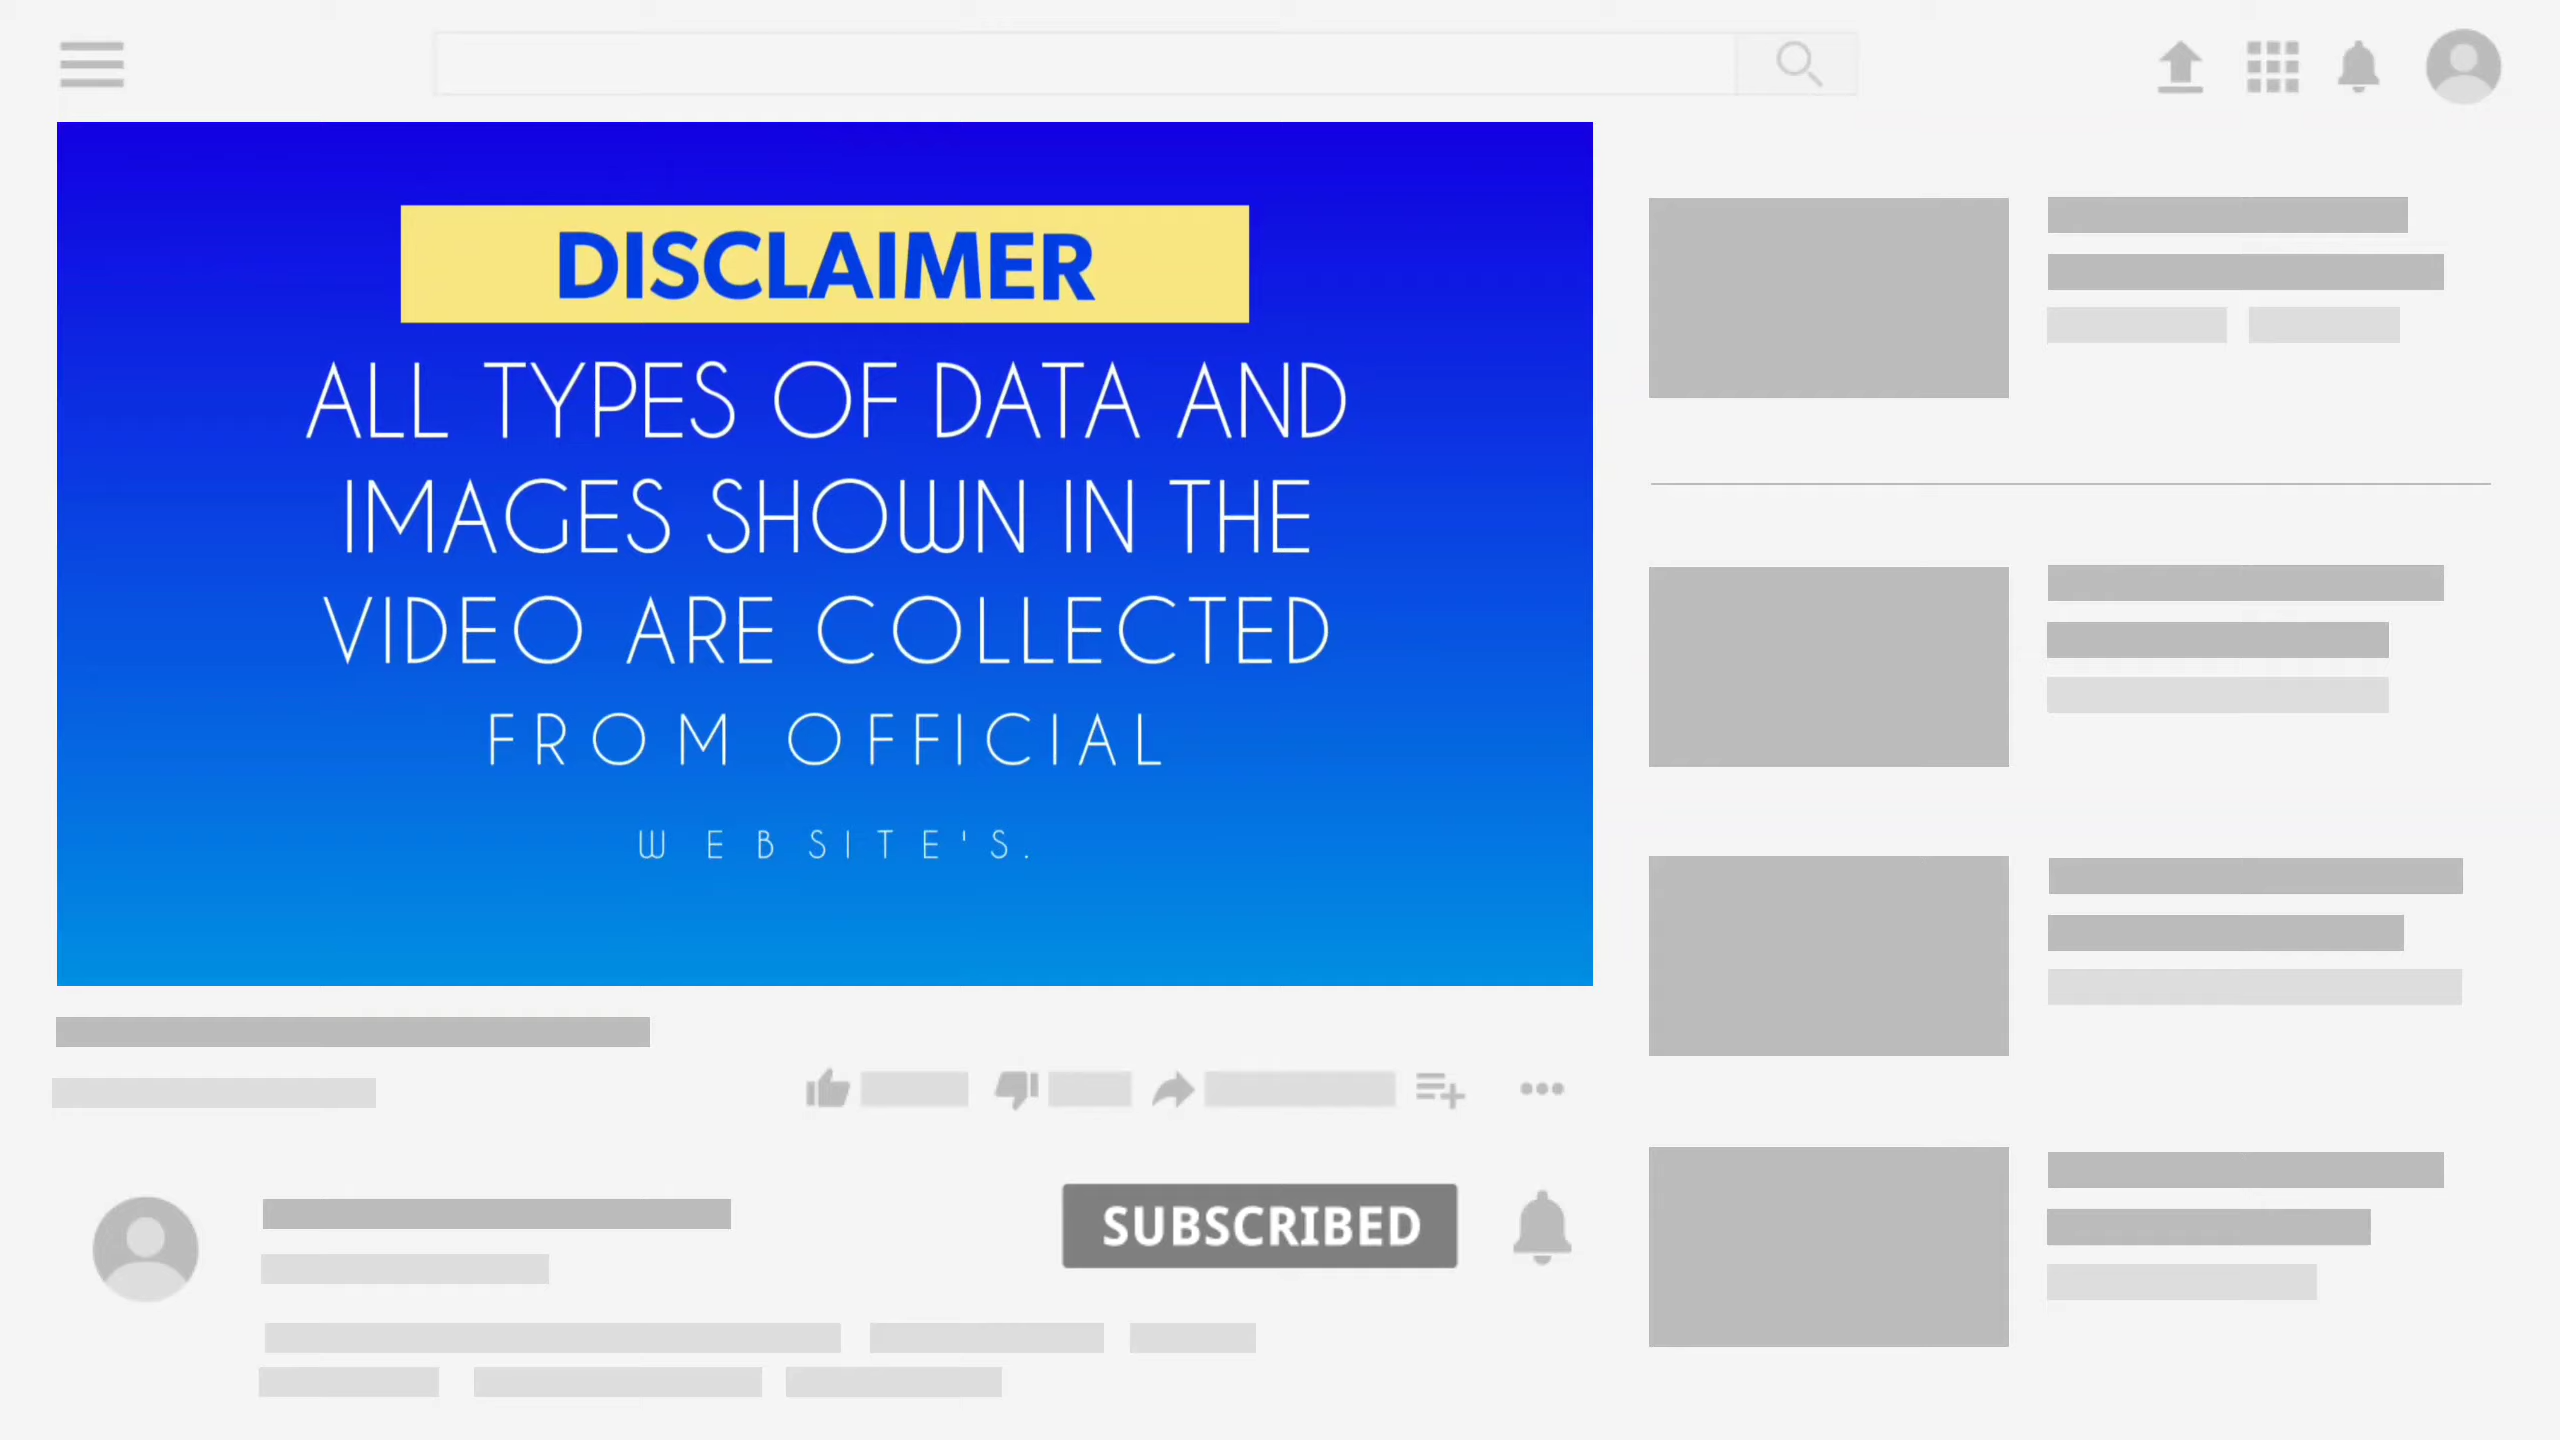 DISCLAIMER
ALL TYPES OF DATA AND
IMAGES SHOWN IN THE
VIDEO ARE COLLECTED
FROM OFFICIAL
WEBSITE'S.
SUBSCRIBED